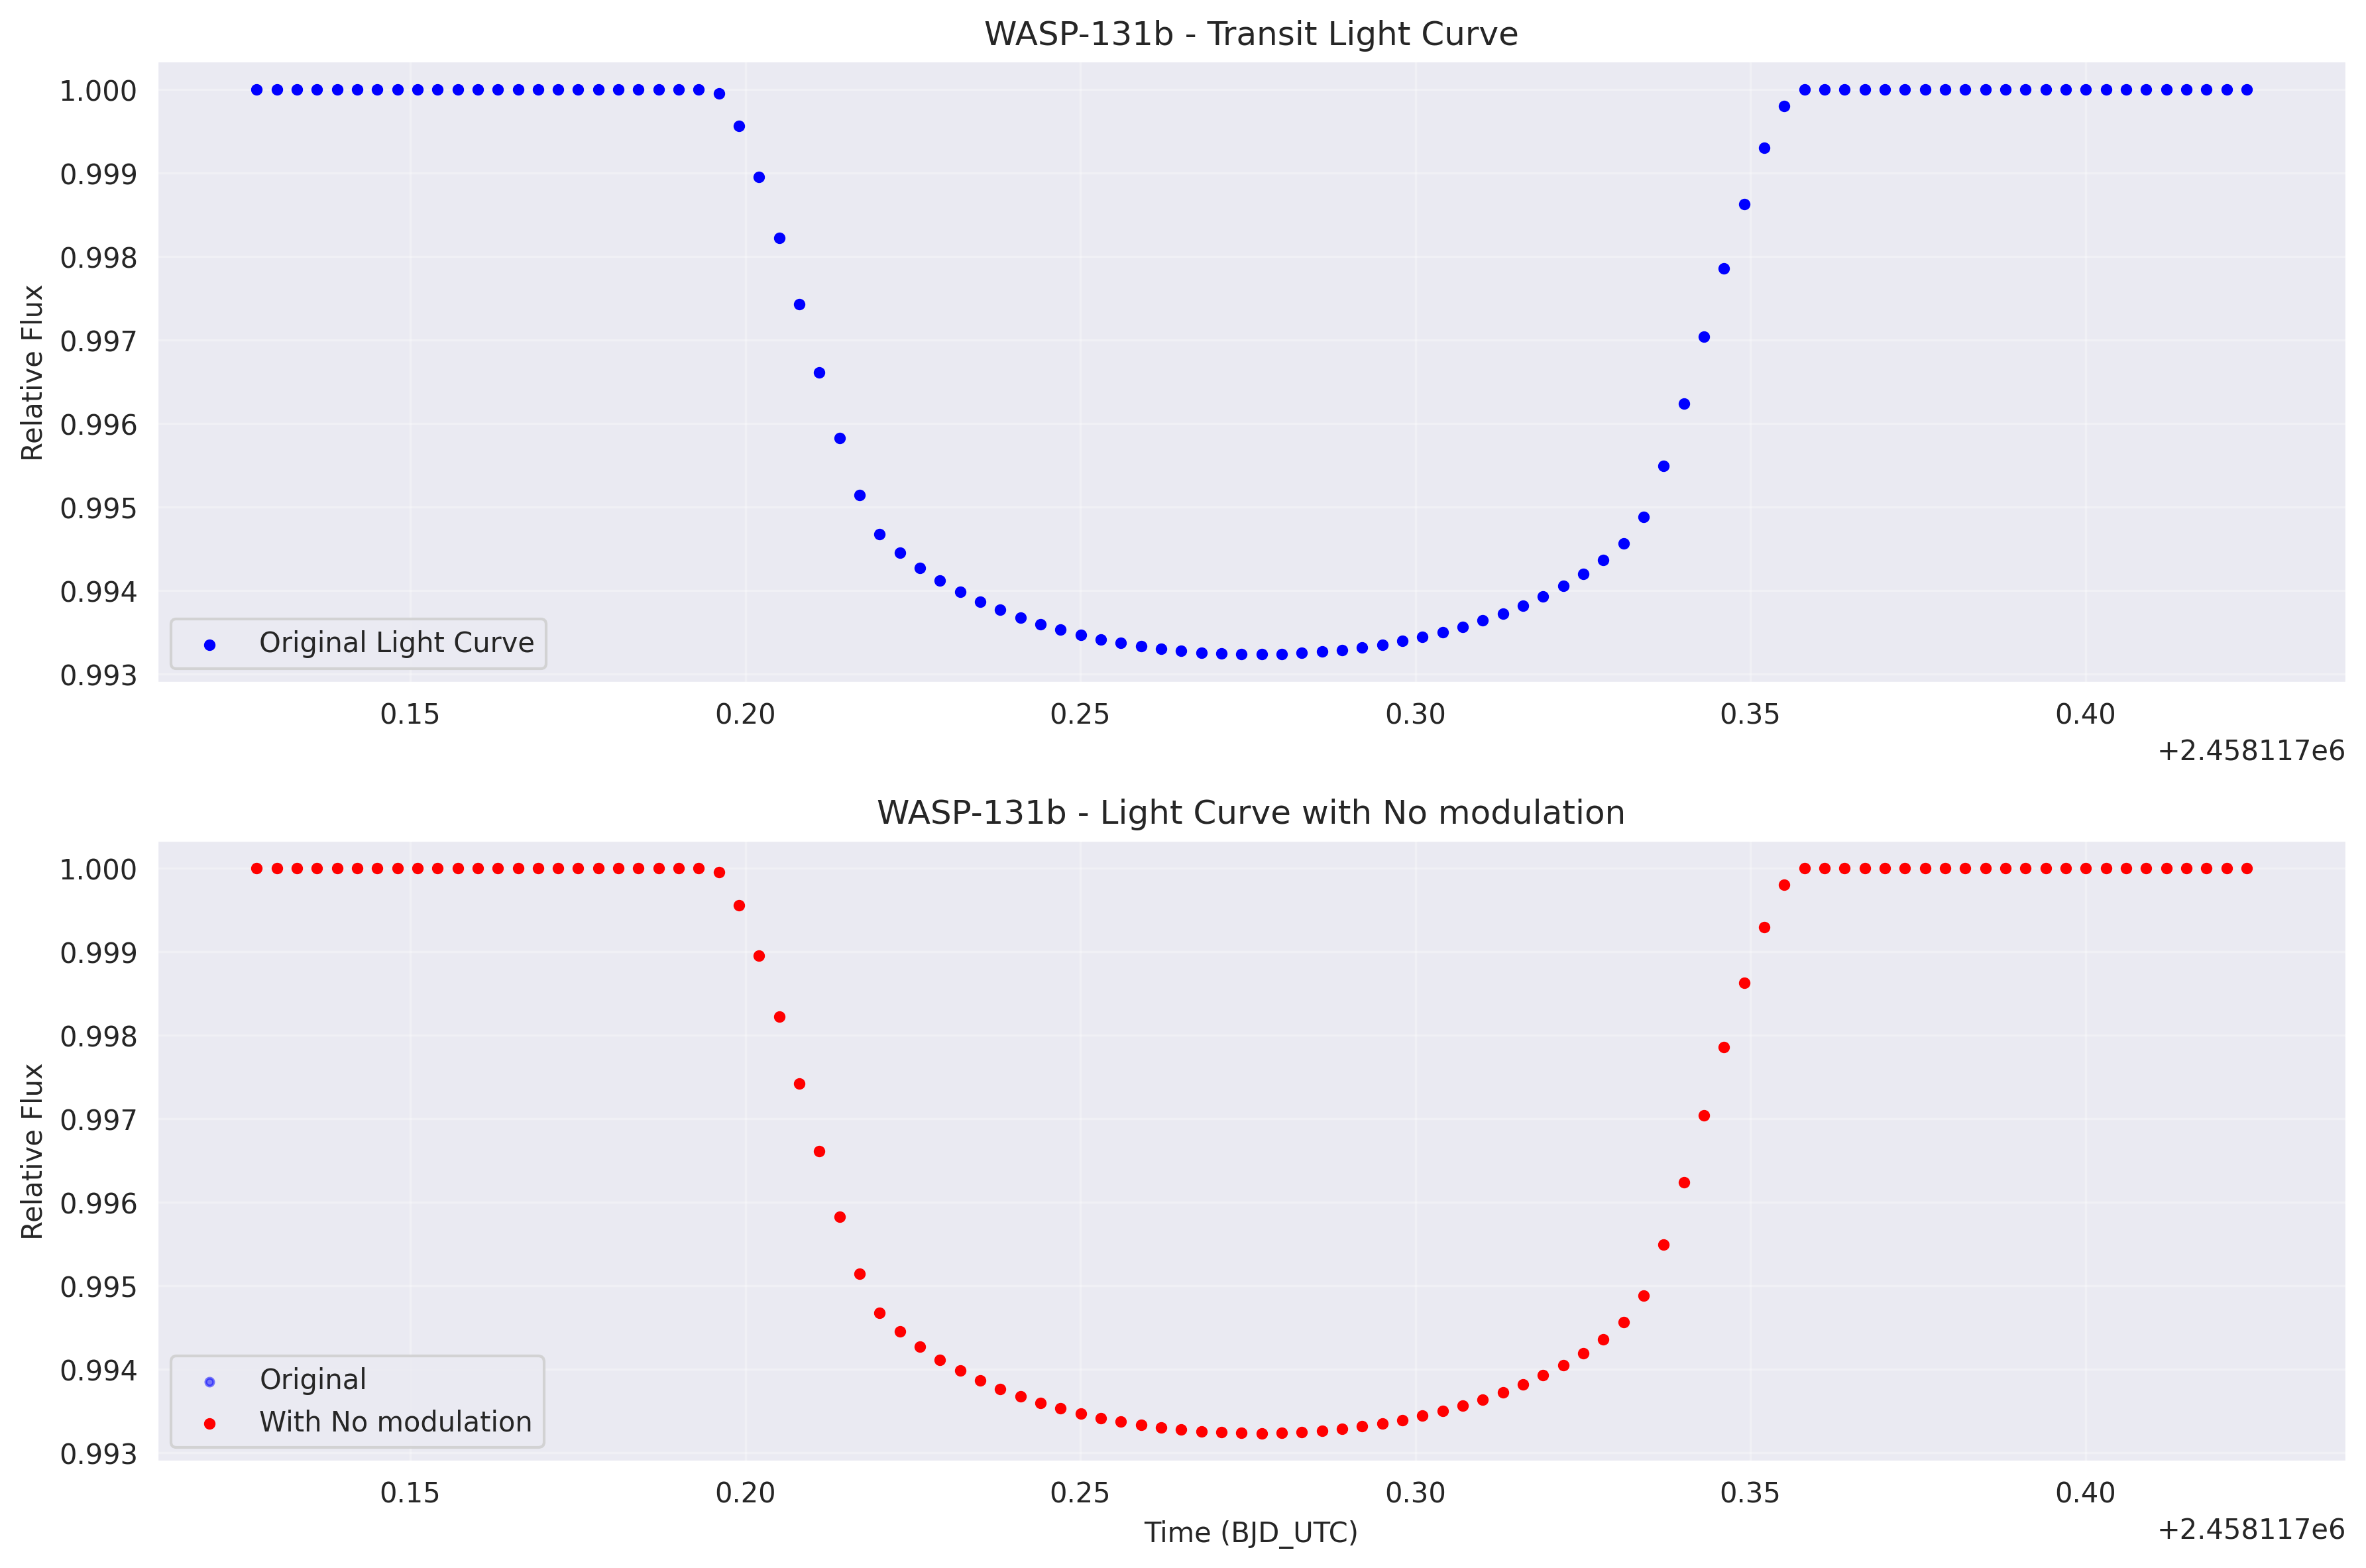 WASP-131b - Transit Light Curve
Relative Flux
1.000
0.999
0.998
0.997
0.996
0.995
0.994
0.993
Original Light Curve
0.15 0.20 0.25 0.30 0.35 0.40
+2.458117e6
WASP-131b - Light Curve with No modulation
Relative Flux
1.000
0.999
0.998
0.997
0.996
0.995
0.994
0.993
Original
With No modulation
0.15 0.20 0.25 0.30 0.35 0.40
Time (BJD_UTC)
+2.458117e6